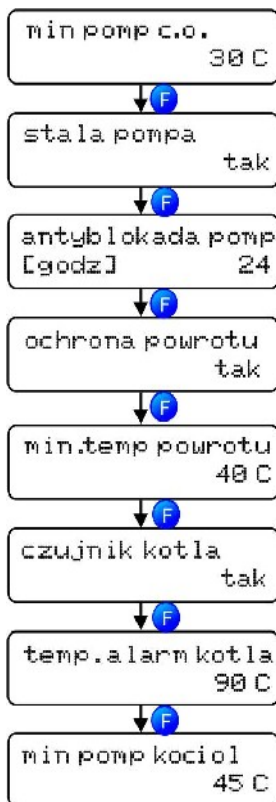 min pomp c.o.
30 C
F
stala pompa
tak
F
antyblokada pomp
[godz] 24
F
ochrona powrotu
tak
F
min.temp powrotu
40 C
F
czujnik kotla
tak
F
temp.alarm kotla
90 C
F
min pomp kociol
45 C